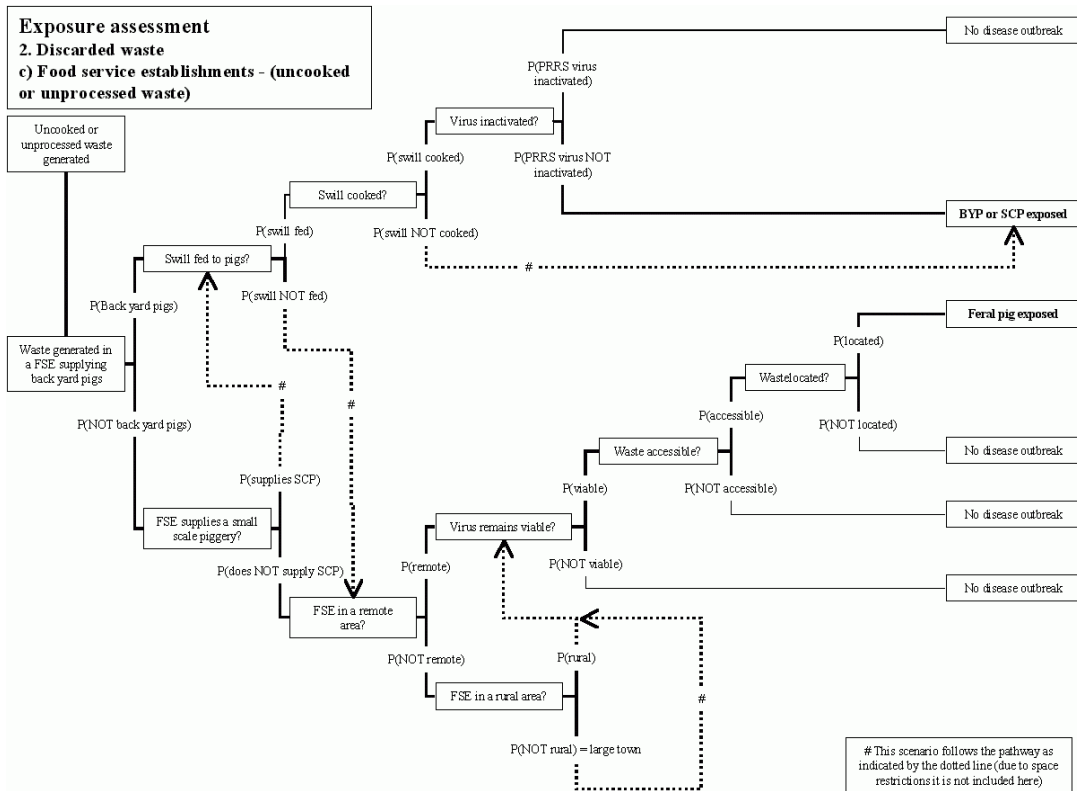 Exposure assessment
2. Discarded waste
c) Food service establishments - (uncooked
or unprocessed waste)
Uncooked or
unprocessed waste
generated
Waste generated in
a FSE supplying
back yard pigs
P(Back yard pigs)
P(NOT back yard pigs)
Swill fed to pigs?
P(swill fed)
P(swill NOT fed)
Swill cooked?
P(swill cooked)
P(swill NOT cooked)
Virus inactivated?
P(PRRS virus
inactivated)
P(PRRS virus NOT
inactivated)
No disease outbreak
BYP or SCP exposed
#
#
#
FSE supplies a small
scale piggery?
P(supplies SCP)
P(does NOT supply SCP)
FSE in a remote
area?
P(remote)
P(NOT remote)
Virus remains viable?
P(viable)
P(NOT viable)
Waste accessible?
P(accessible)
P(NOT accessible)
Wastelocated?
P(located)
P(NOT located)
Feral pig exposed
No disease outbreak
No disease outbreak
No disease outbreak
FSE in a rural area?
P(rural)
P(NOT rural) = large town
#
# This scenario follows the pathway as
indicated by the dotted line (due to space
restrictions it is not included here)